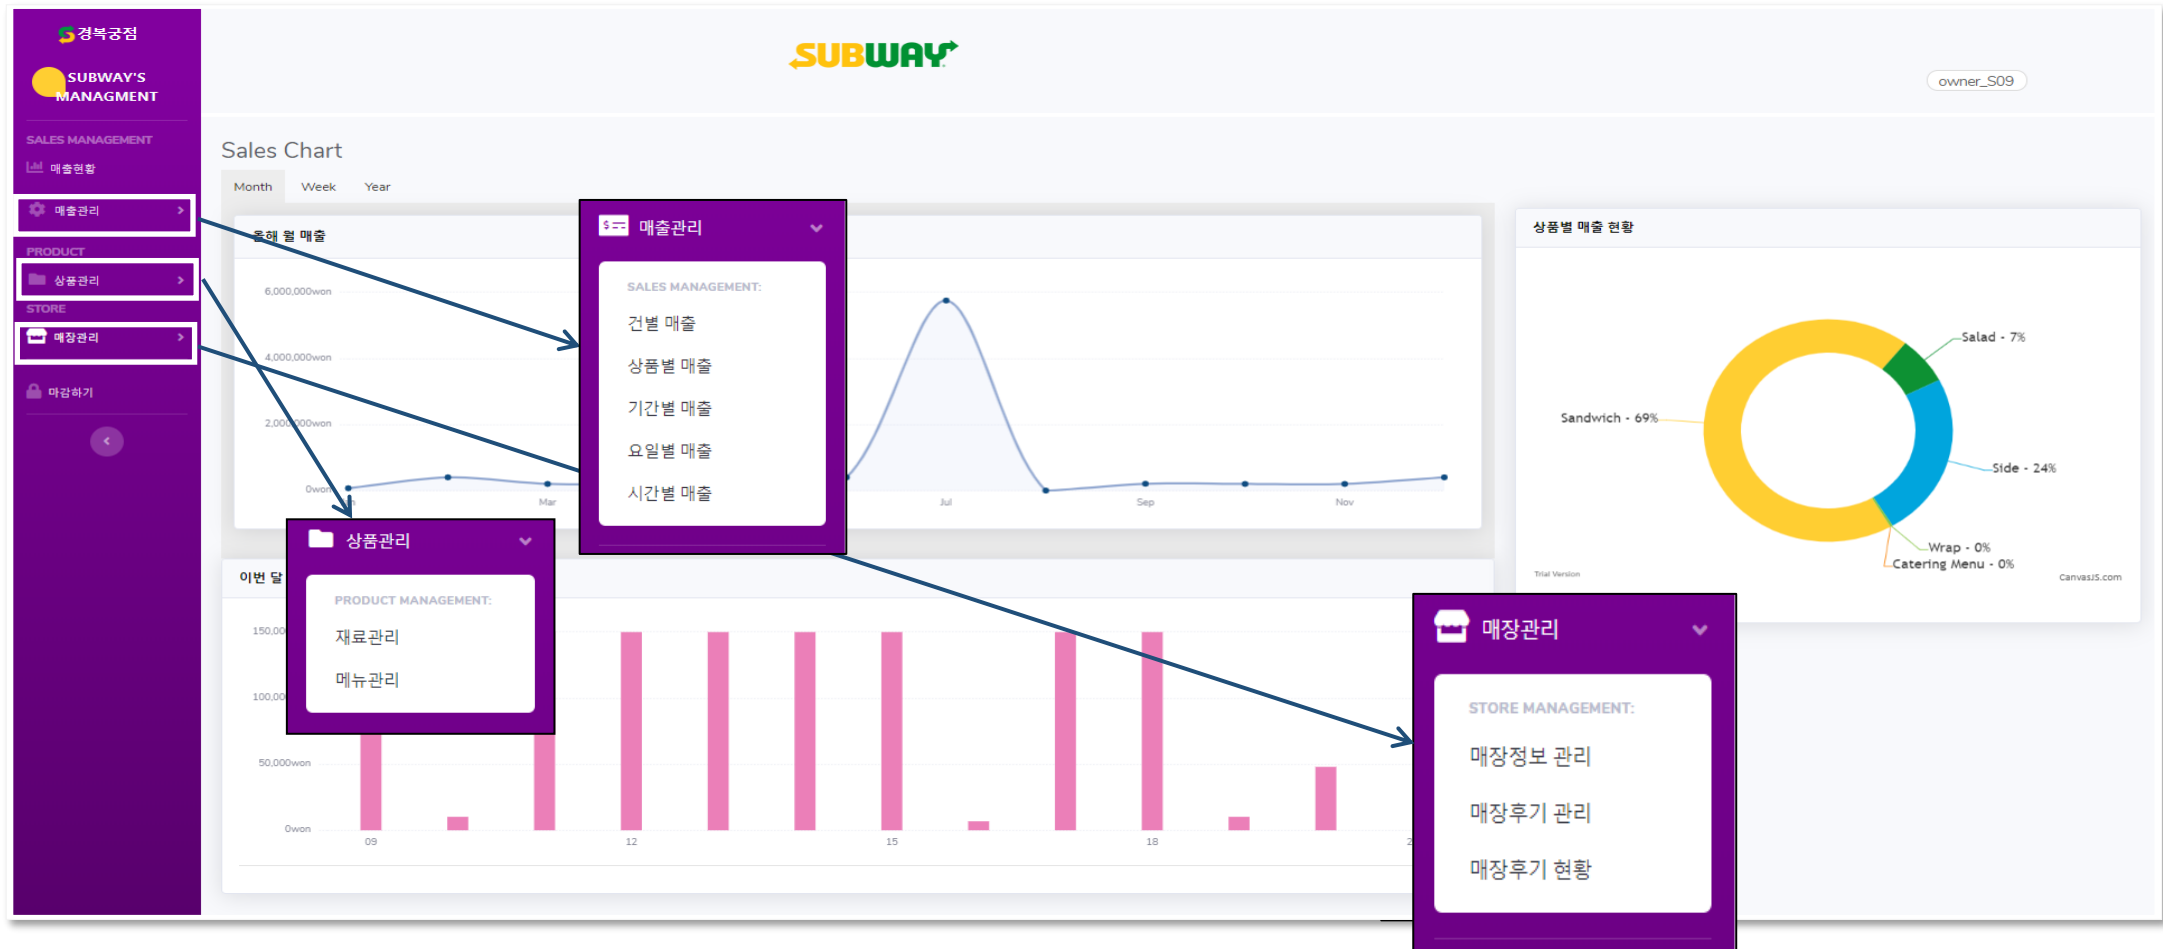 경복궁점
SUBWAY'S
MANAGMENT
SALES MANAGEMENT
매출현황
매출관리
PRODUCT
상품관리
STORE
매장관리
마감하기
SUBWAY
owner_S09
Sales Chart
Month Week Year
올해 월 매출
6,000,000won
4,000,000won
2,000,000won
0won
Mar
Jul
Sep
Nov
매출관리
SALES MANAGEMENT:
건별 매출
상품별 매출
기간별 매출
요일별 매출
시간별 매출
상품별 매출 현황
Salad - 7%
Sandwich - 69%
Side - 24%
Wrap - 0%
Catering Menu - 0%
Trial Version
CanvasJS.com
이번 달
150,00
100,00
50,000won
0won
09
12
15
18
2
상품관리
PRODUCT MANAGEMENT:
재료관리
메뉴관리
매장관리
STORE MANAGEMENT:
매장정보 관리
매장후기 관리
매장후기 현황